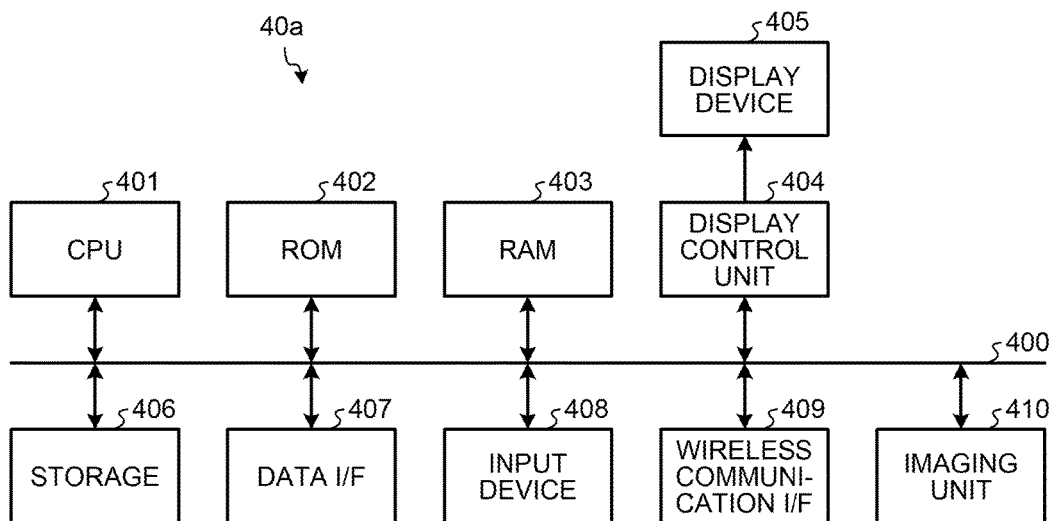 40a
405
DISPLAY
DEVICE
401
CPU
402
ROM
403
RAM
404
DISPLAY
CONTROL
UNIT
400
406
STORAGE
407
DATA I/F
408
INPUT
DEVICE
409
WIRELESS
COMMUNI-
CATION I/F
410
IMAGING
UNIT